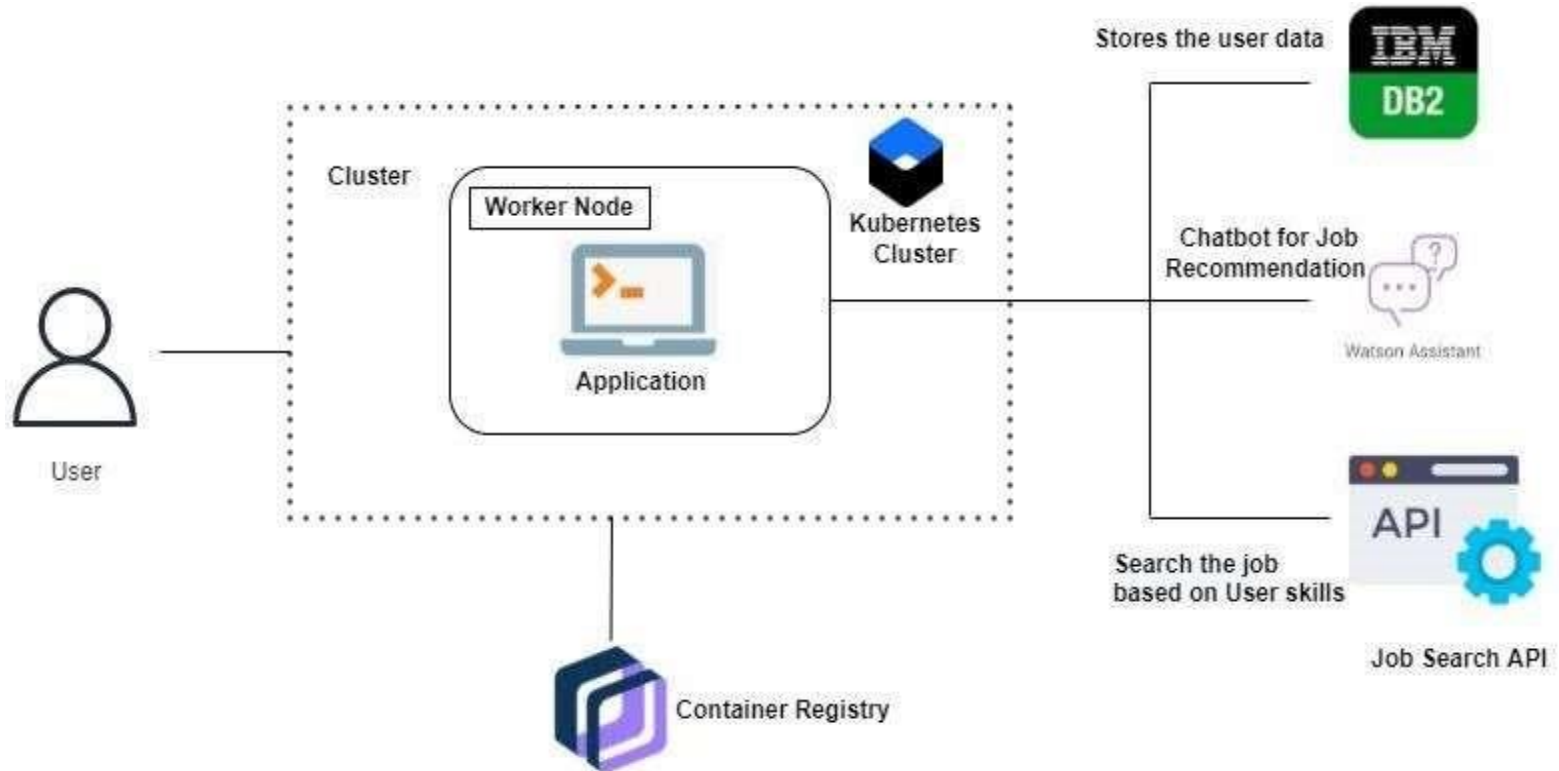 Stores the user data
IBM
DB2
Cluster
Worker Node
Kubernetes
Cluster
Chatbot for Job
Recommendation
?
Watson Assistant
Application
User
API
Search the job
based on User skills
Job Search API
Container Registry